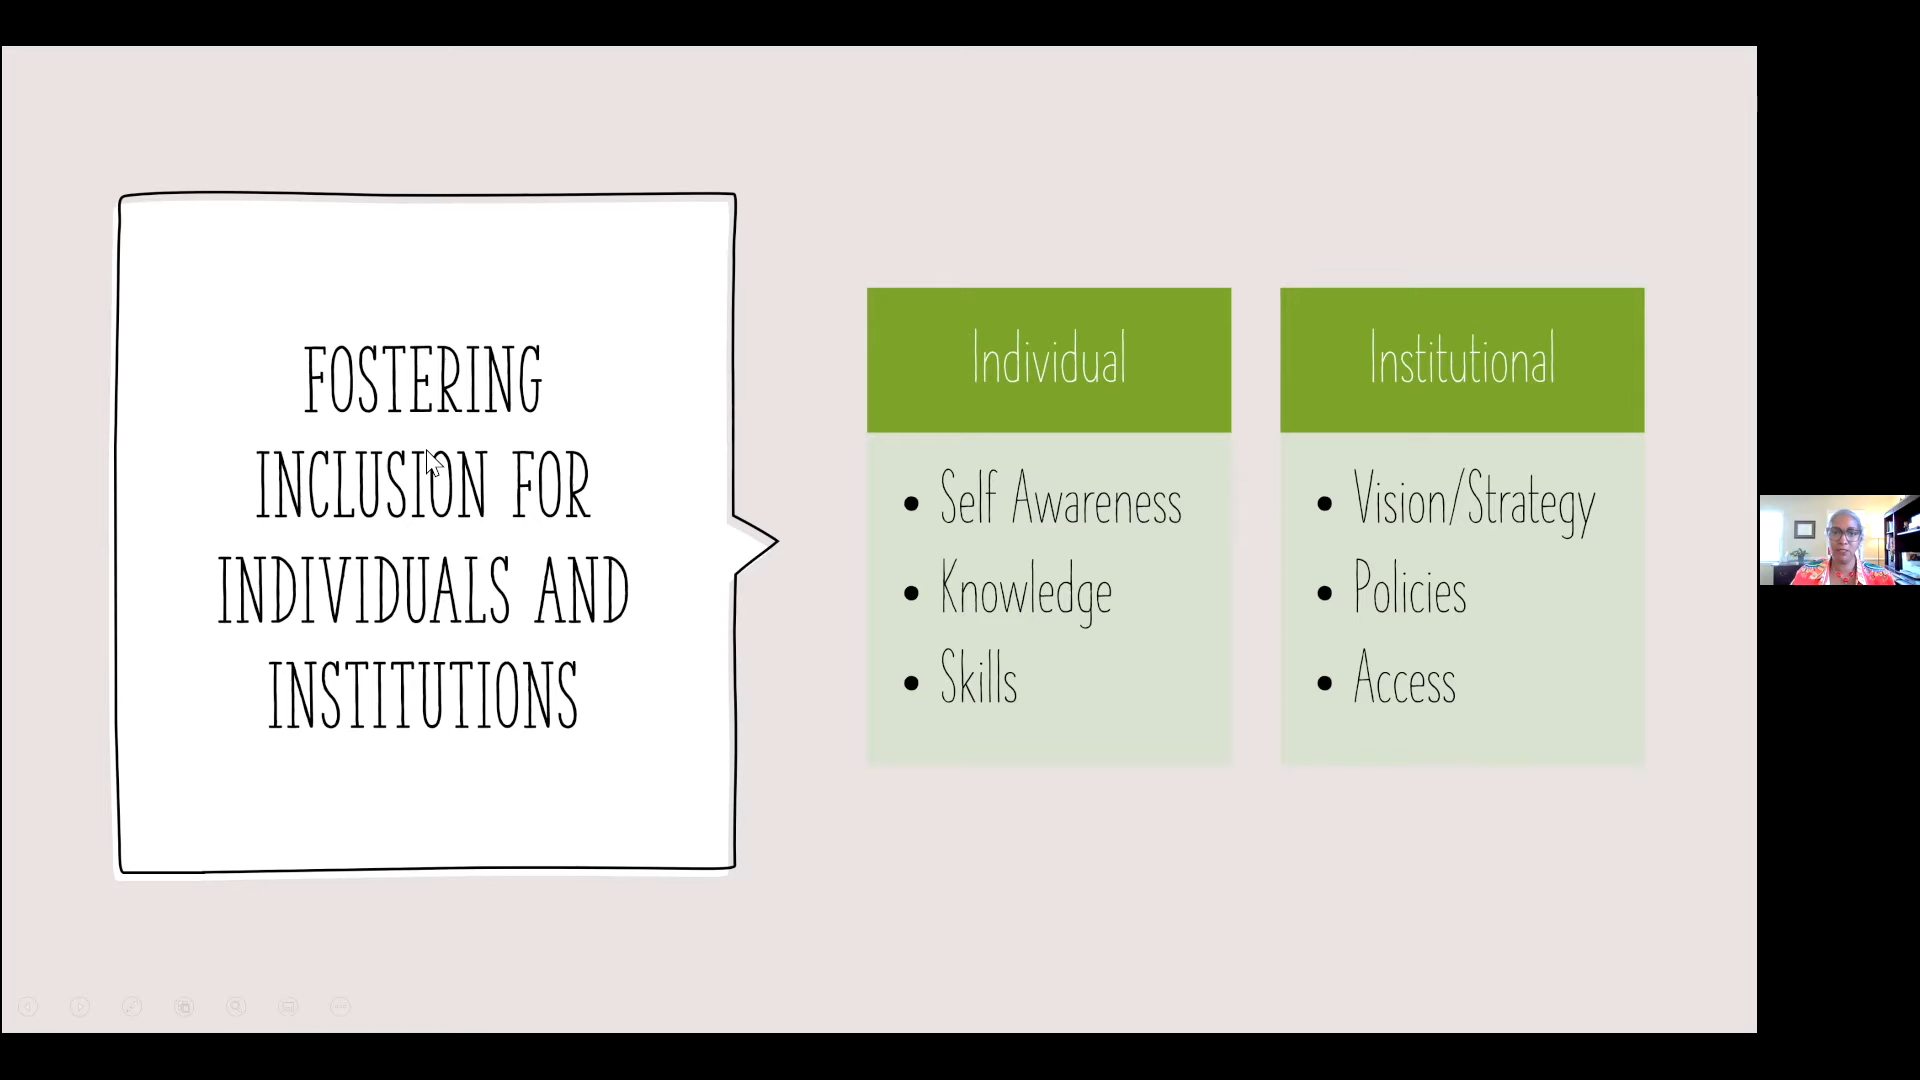 FOSTERING
INCLUSION FOR
INDIVIDUALS AND
INSTITUTIONS
Individual
• Self Awareness
• Knowledge
• Skills
Institutional
• Vision/Strategy
• Policies
• Access